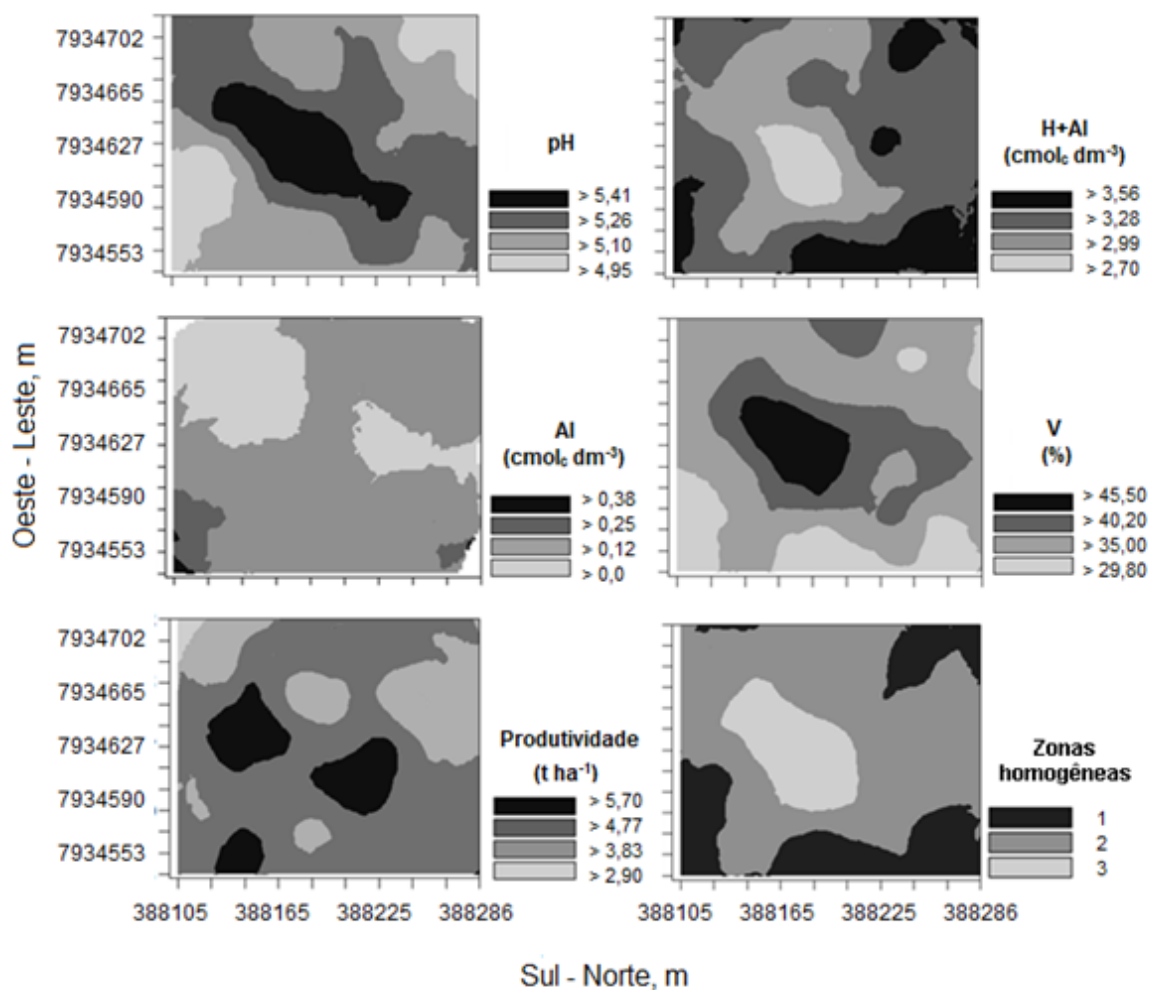 7934702
7934665
7934627
7934590
7934553
pH
> 5,41
> 5,26
> 5,10
> 4,95
H+Al
(cmolc dm-3)
> 3,56
> 3,28
> 2,99
> 2,70
Oeste - Leste, m
7934702
7934665
7934627
7934590
7934553
Al
(cmolc dm-3)
> 0,38
> 0,25
> 0,12
> 0,0
V
(%)
> 45,50
> 40,20
> 35,00
> 29,80
7934702
7934665
7934627
7934590
7934553
Produtividade
(t ha-1)
> 5,70
> 4,77
> 3,83
> 2,90
Zonas
homogêneas
1
2
3
388105 388165 388225 388286
388105 388165 388225 388286
Sul - Norte, m